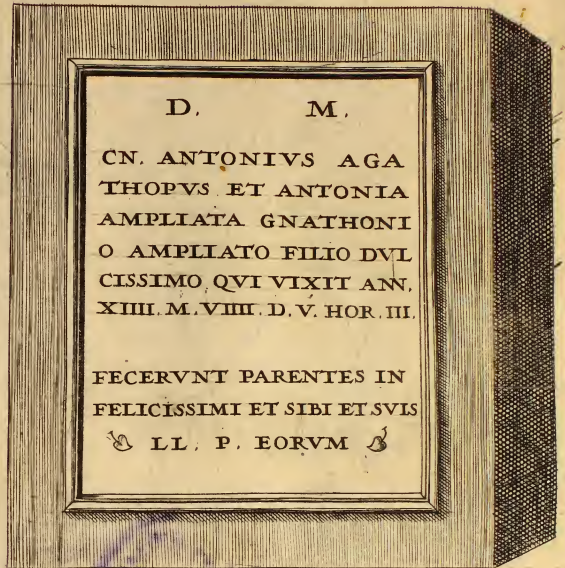 D. M.
CN. ANTONIVS AGA
THOPVS ET ANTONIA
AMPLIATA GNATHONI
O AMPLIATO FILIO DVL
CISSIMO, QVI VIXIT ANN.
XIIII. M. VIIII. D. V. HOR. III.
FECERVNT PARENTES IN
FELICISSIMI ET SIBI ET SVIS
LL. P. EORVM